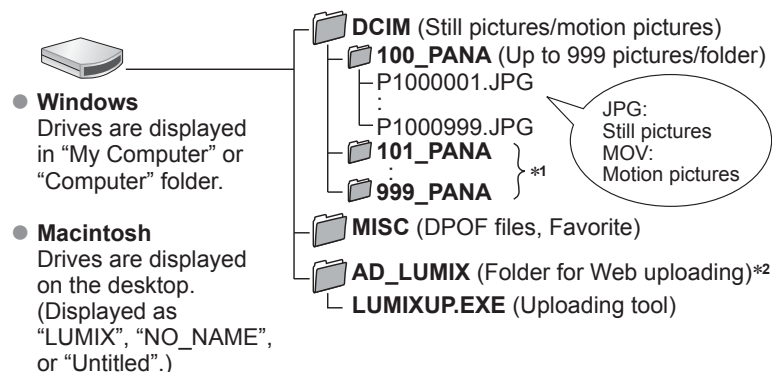 ● Windows
Drives are displayed
in “My Computer” or
“Computer” folder.
● Macintosh
Drives are displayed
on the desktop.
(Displayed as
“LUMIX”, “NO_NAME”,
or “Untitled”.)
DCIM (Still pictures/motion pictures)
100_PANA (Up to 999 pictures/folder)
P1000001.JPG
:
P1000999.JPG
101_PANA
:
999_PANA
*1
JPG:
Still pictures
MOV:
Motion pictures
MISC (DPOF files, Favorite)
AD_LUMIX (Folder for Web uploading)*2
LUMIXUP.EXE (Uploading tool)